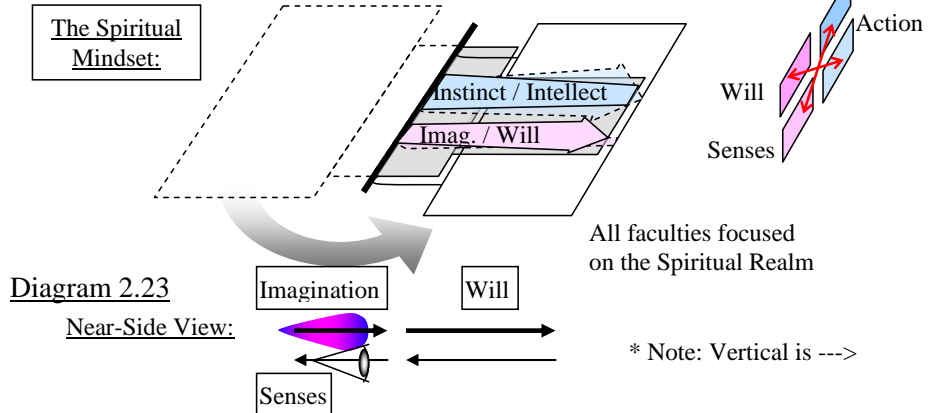 The Spiritual
Mindset:
Action
Instinct / Intellect
Will
Imag. / Will
Senses
All faculties focused
on the Spiritual Realm
Diagram 2.23
Imagination
Will
Near-Side View:
* Note: Vertical is --->
Senses